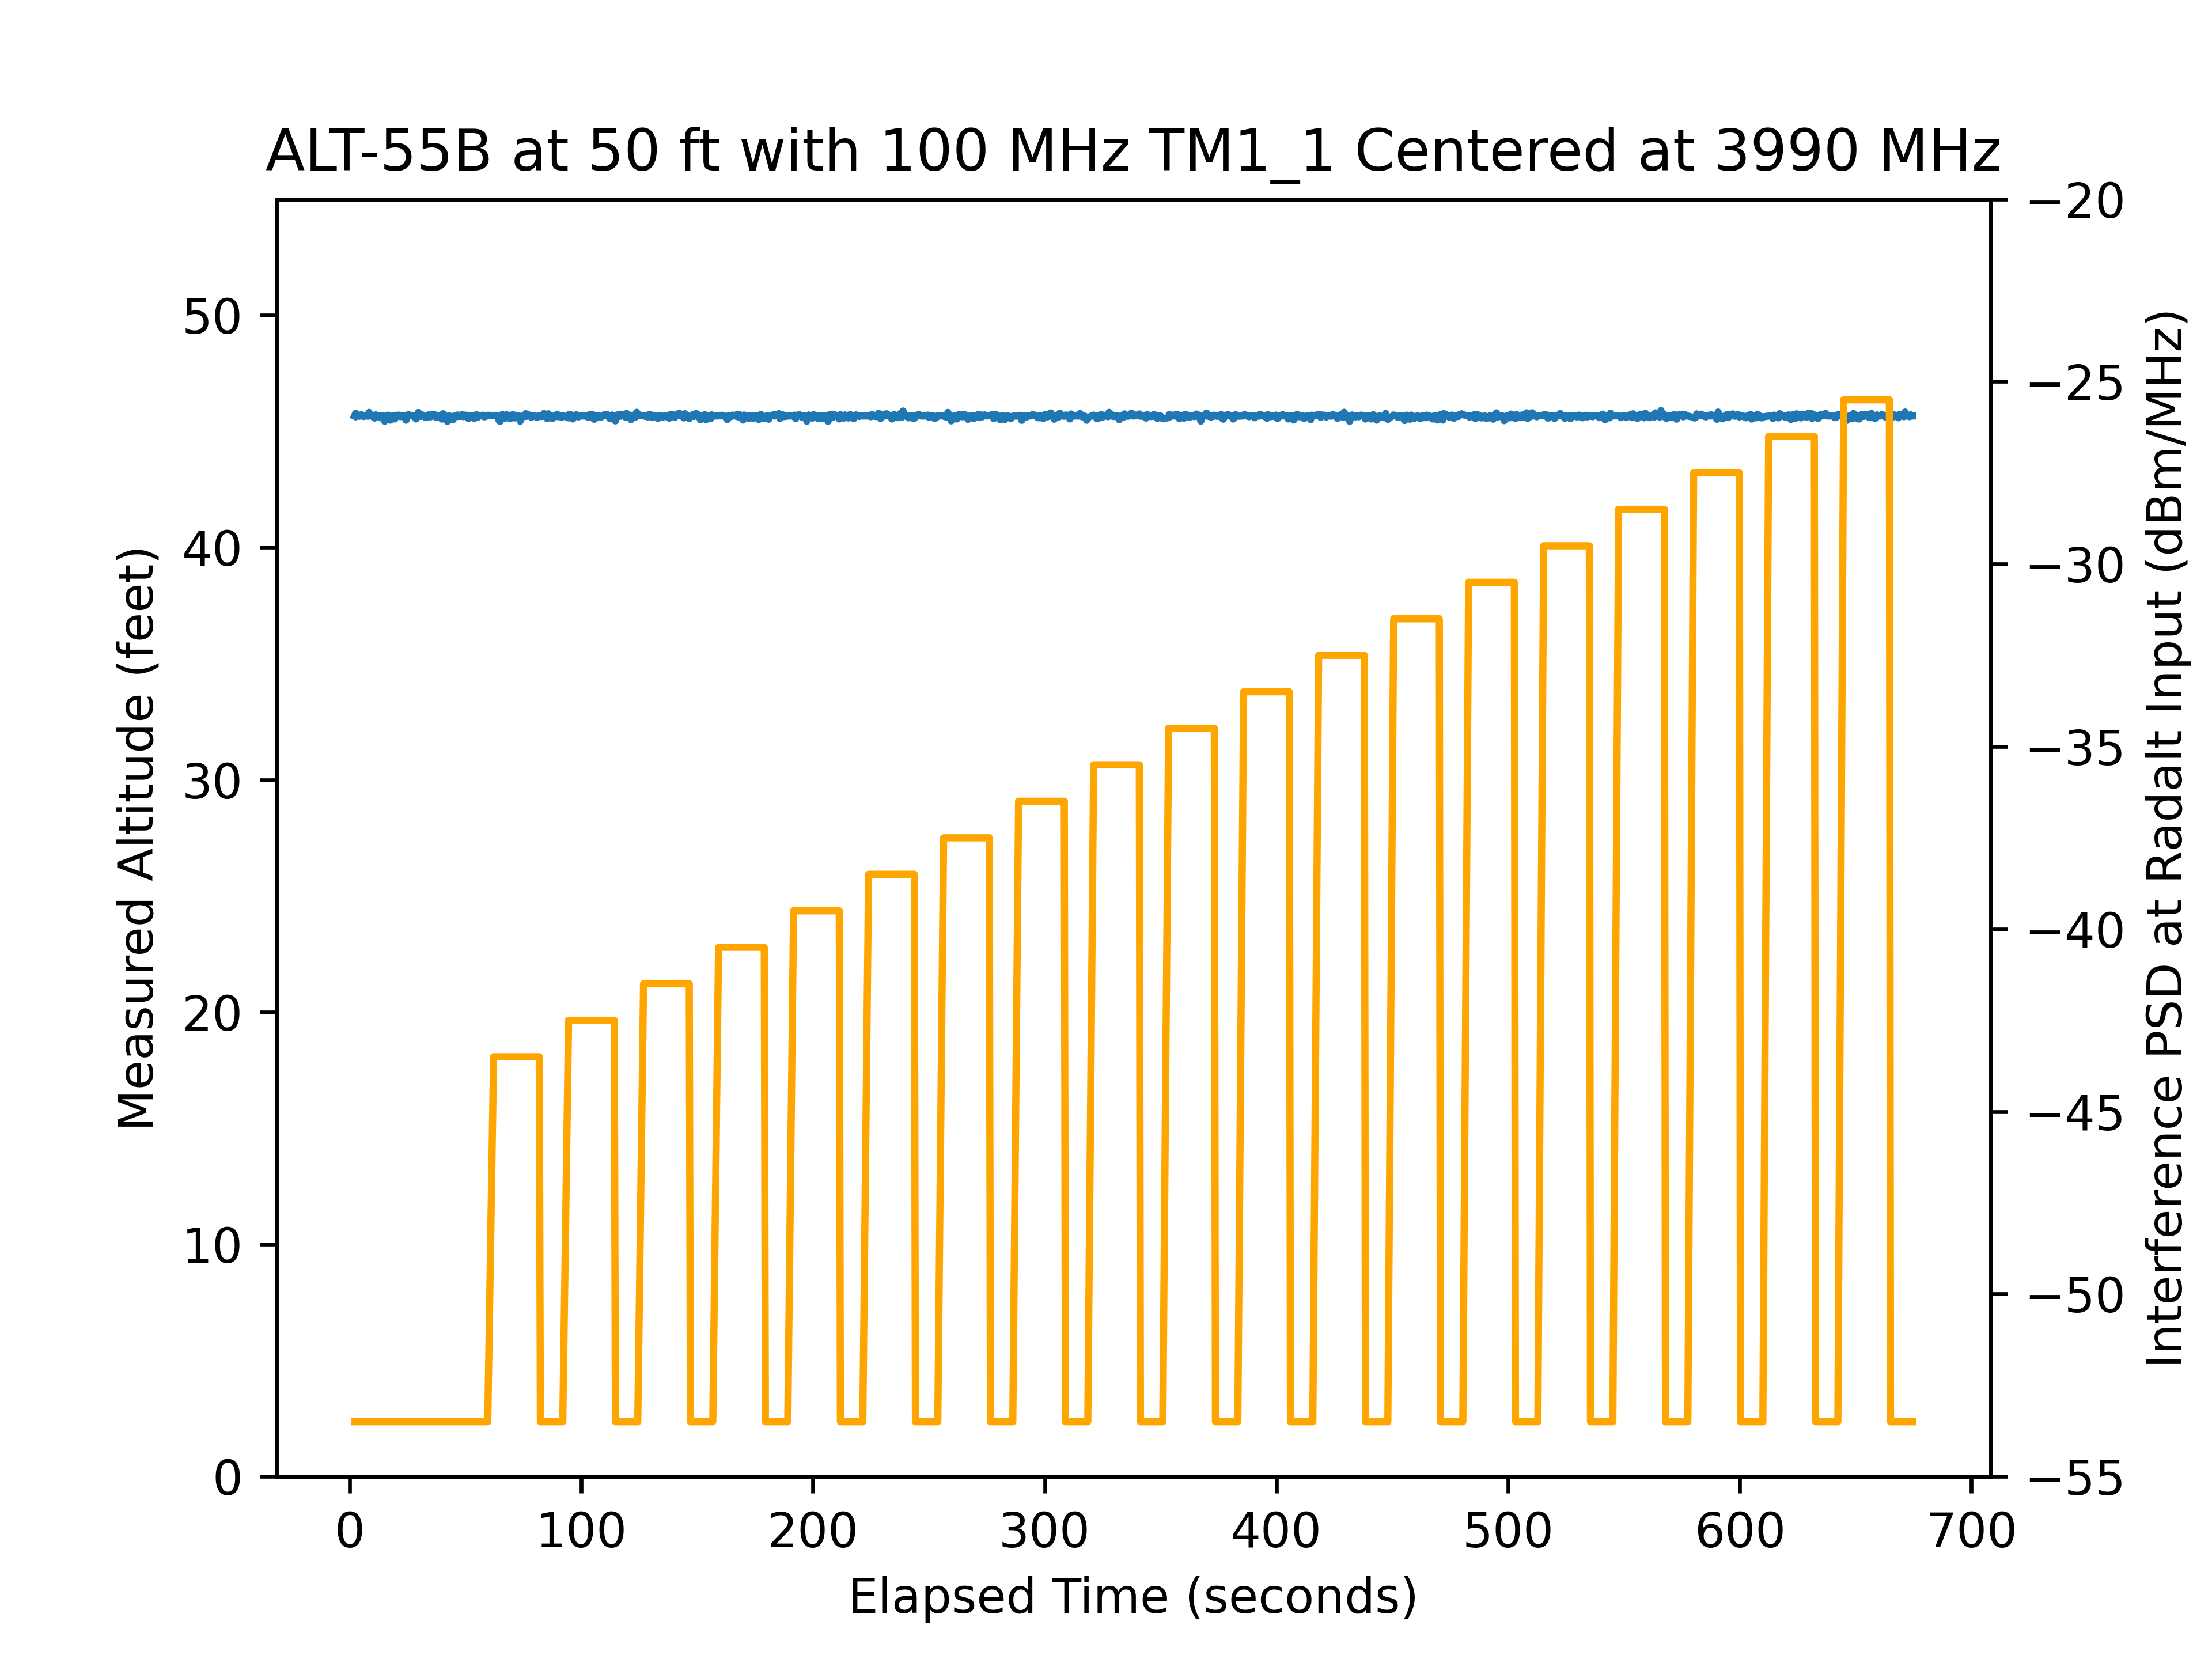 ALT-55B at 50 ft with 100 MHz TM1_1 Centered at 3990 MHz
Measured Altitude (feet)
50
40
30
20
10
0
0 100 200 300 400 500 600 700
Elapsed Time (seconds)
−20
−25
−30
−35
−40
−45
−50
−55
Interference PSD at Radalt Input (dBm/MHz)